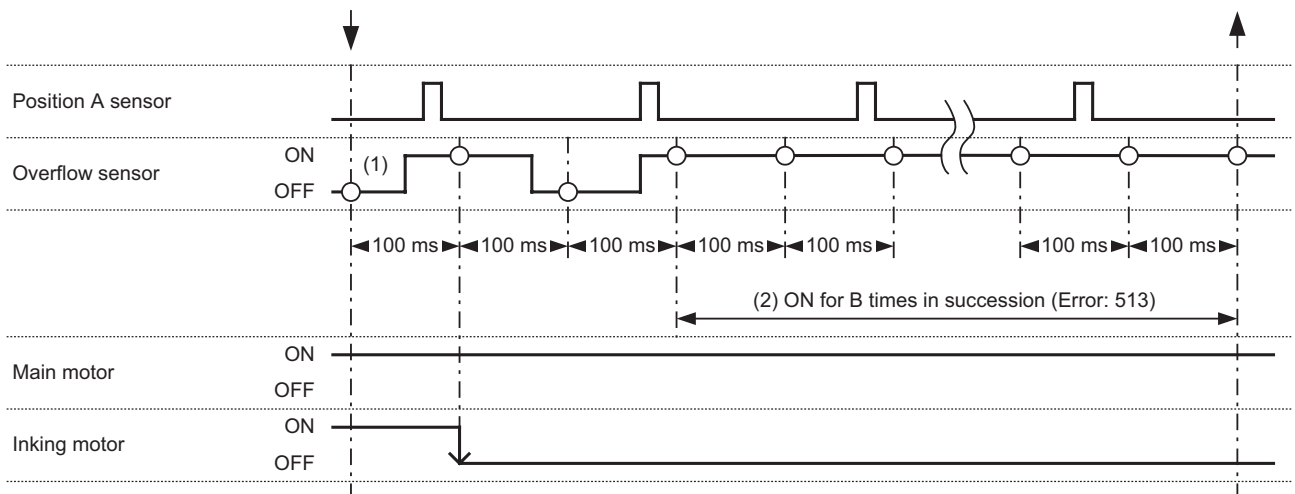 Position A sensor
ON
(1)
Overflow sensor
OFF
100 ms 100 ms 100 ms 100 ms 100 ms 100 ms 100 ms
(2) ON for B times in succession (Error: 513)
ON
Main motor
OFF
ON
Inking motor
OFF